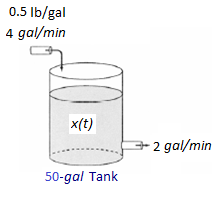 0.5 lb/gal
4 gal/min
x(t)
2 gal/min
50-gal Tank